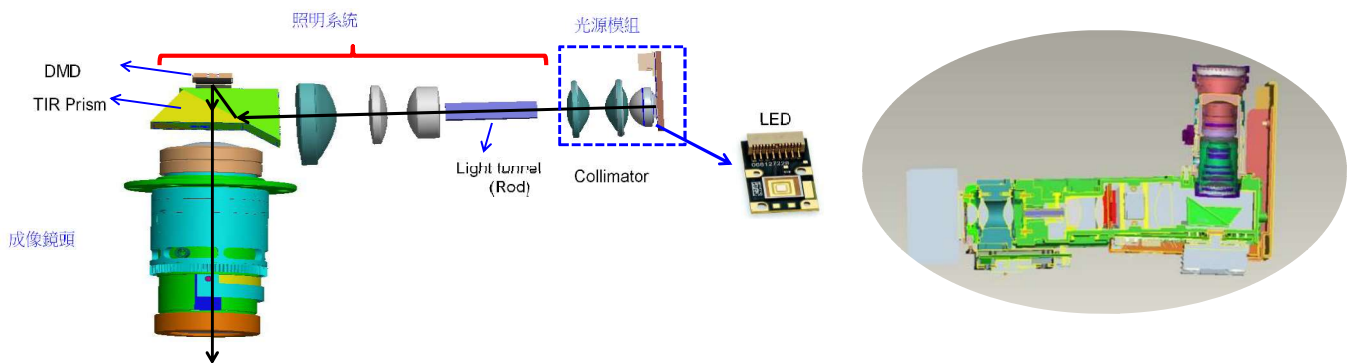 照明系統
光源模組
DMD
TIR Prism
LED
Light tunnel
(Rod)
Collimator
成像鏡頭